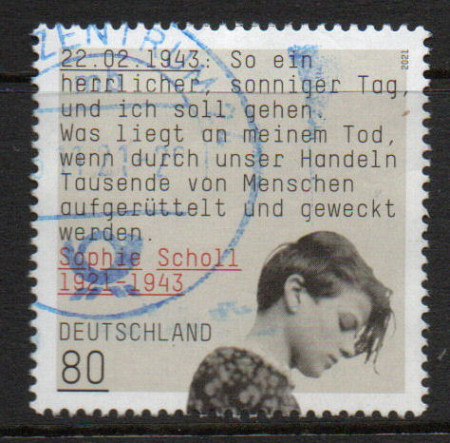 ZENTRUM
22.02.1943: So ein
herrlicher, sonniger Tag,
und ich soll gehen.
Was liegt an meinem Tod,
wenn durch unser Handeln
Tausende von Menschen
aufgerüttelt und geweckt
werden.
Sophie Scholl
1921-1943
DEUTSCHLAND
80
2021